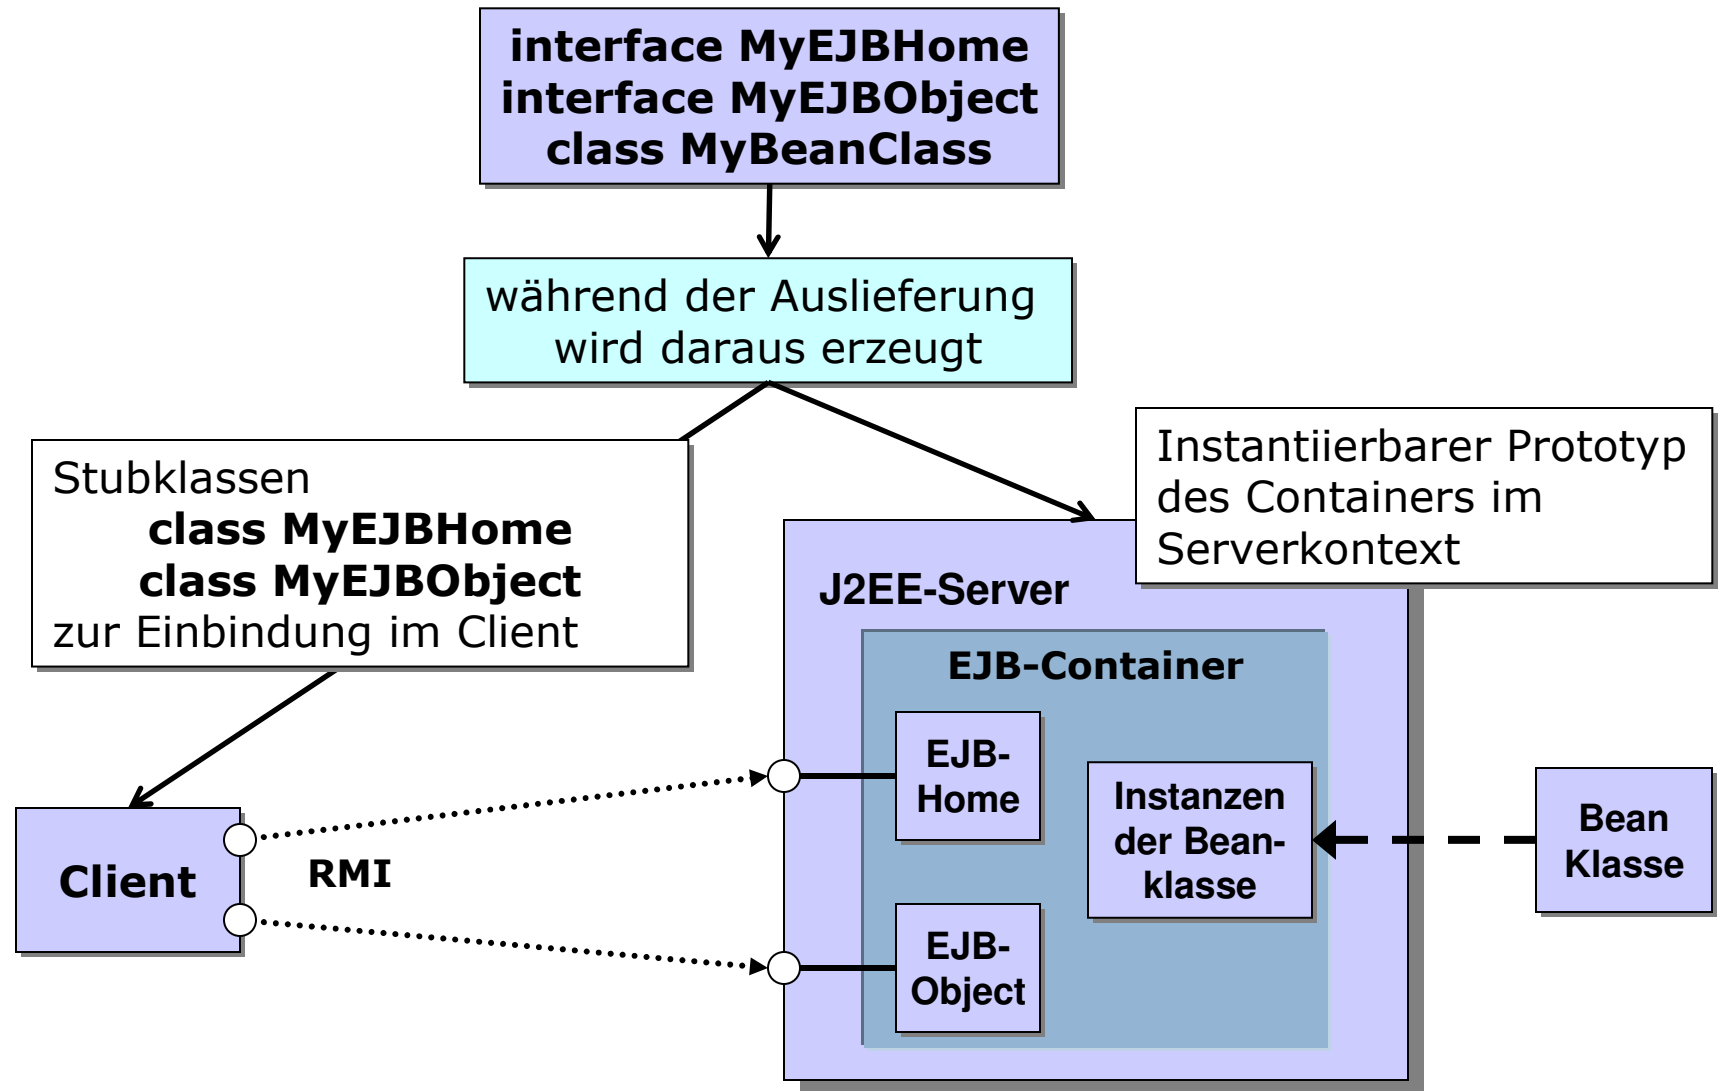 interface MyEJBHome
interface MyEJBObject
class MyBeanClass
während der Auslieferung
wird daraus erzeugt
Stubklassen
class MyEJBHome
class MyEJBObject
zur Einbindung im Client
Instantiierbarer Prototyp
des Containers im
Serverkontext
J2EE-Server
EJB-Container
EJB-
Home
Instanzen
der Bean-
klasse
Bean
Klasse
Client
RMI
EJB-
Object